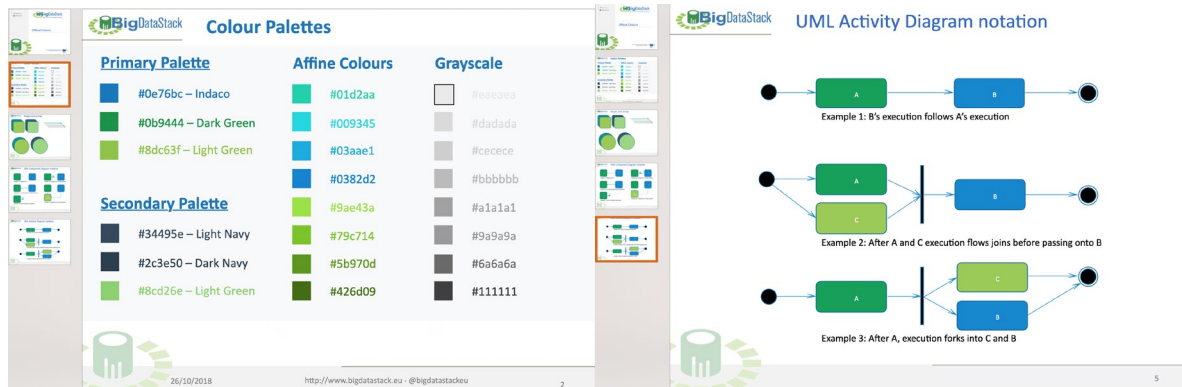 BigDataStack
Colour Palettes
Primary Palette
#0e76bc – Indaco
#0b9444 – Dark Green
#8dc63f – Light Green
Secondary Palette
#34495e – Light Navy
#2c3e50 – Dark Navy
#8cd26e – Light Green
Affine Colours
#01d2aa
#009345
#03aae1
#0382d2
#9ae43a
#79c714
#5b970d
#426d09
Grayscale
#eaeaea
#dadada
#cecece
#bbbbbb
#a1a1a1
#9a9a9a
#6a6a6a
#111111
26/10/2018
http://www.bigdatastack.eu - @bigdatastackeu
2
BigDataStack
UML Activity Diagram notation
A
B
Example 1: B's execution follows A's execution
A
C
B
Example 2: After A and C execution flows joins before passing onto B
A
C
B
Example 3: After A, execution forks into C and B
5